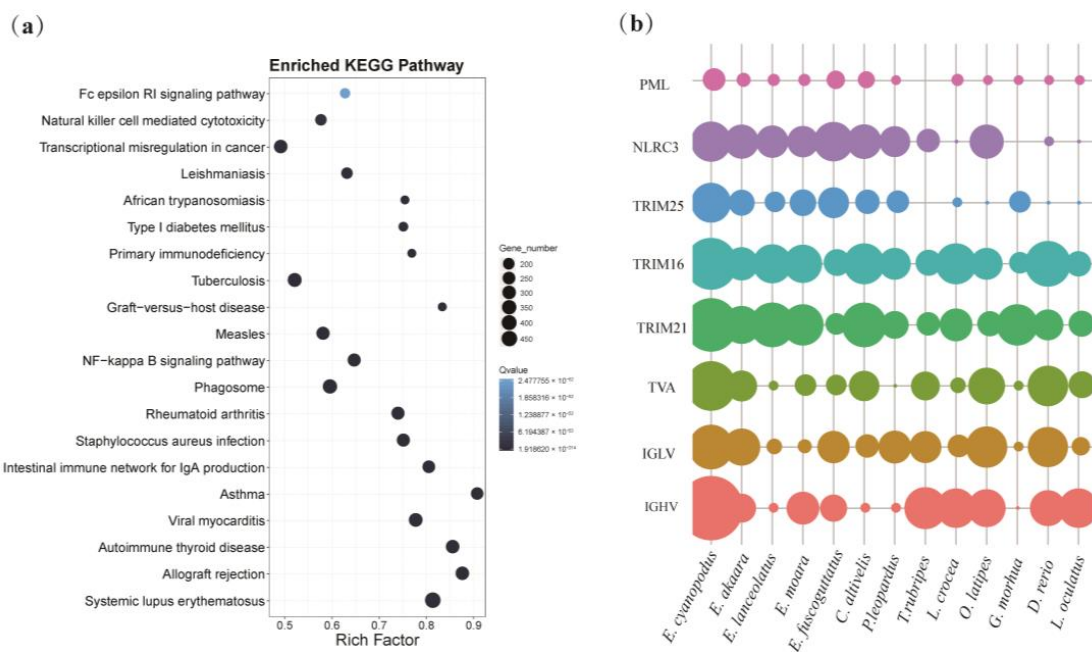 (a)
Enriched KEGG Pathway
Fc epsilon RI signaling pathway
Natural killer cell mediated cytotoxicity
Transcriptional misregulation in cancer
Leishmaniasis
African trypanosomiasis
Type I diabetes mellitus
Primary immunodeficiency
Tuberculosis
Graft−versus−host disease
Measles
NF−kappa B signaling pathway
Phagosome
Rheumatoid arthritis
Staphylococcus aureus infection
Intestinal immune network for IgA production
Asthma
Viral myocarditis
Autoimmune thyroid disease
Allograft rejection
Systemic lupus erythematosus
0.5 0.6 0.7 0.8 0.9
Rich Factor
Gene_number
200
250
300
350
400
450
Qvalue
(b)
PML
NLRC3
TRIM25
TRIM16
TRIM21
TVA
IGLV
IGHV
E. cyanopodus
E. akaara
E. lanceolatus
E. moara
E. fuscoguttatus
C. altivelis
P.leopardus
T.rubripes
L. crocea
O. latipes
G. morhua
D. rerio
L. oculatus